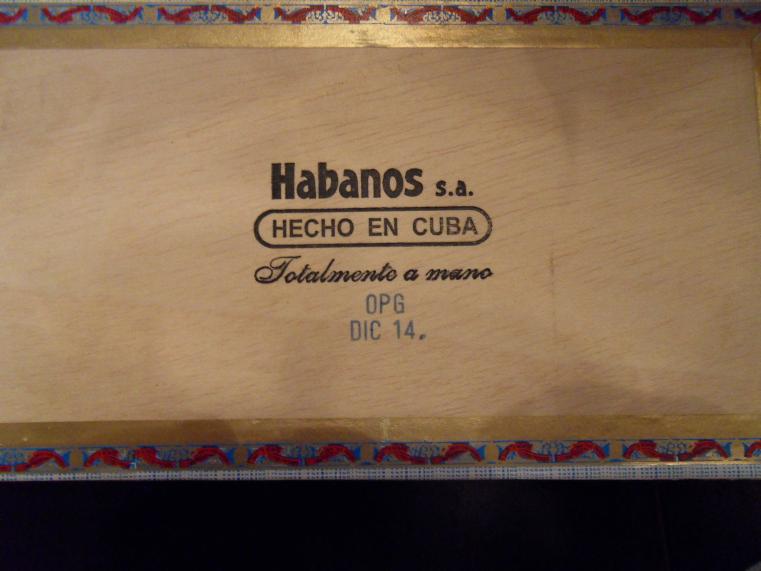 Habanos s.a.
HECHO EN CUBA
Totalmente a mano
OPG
DIC 14.